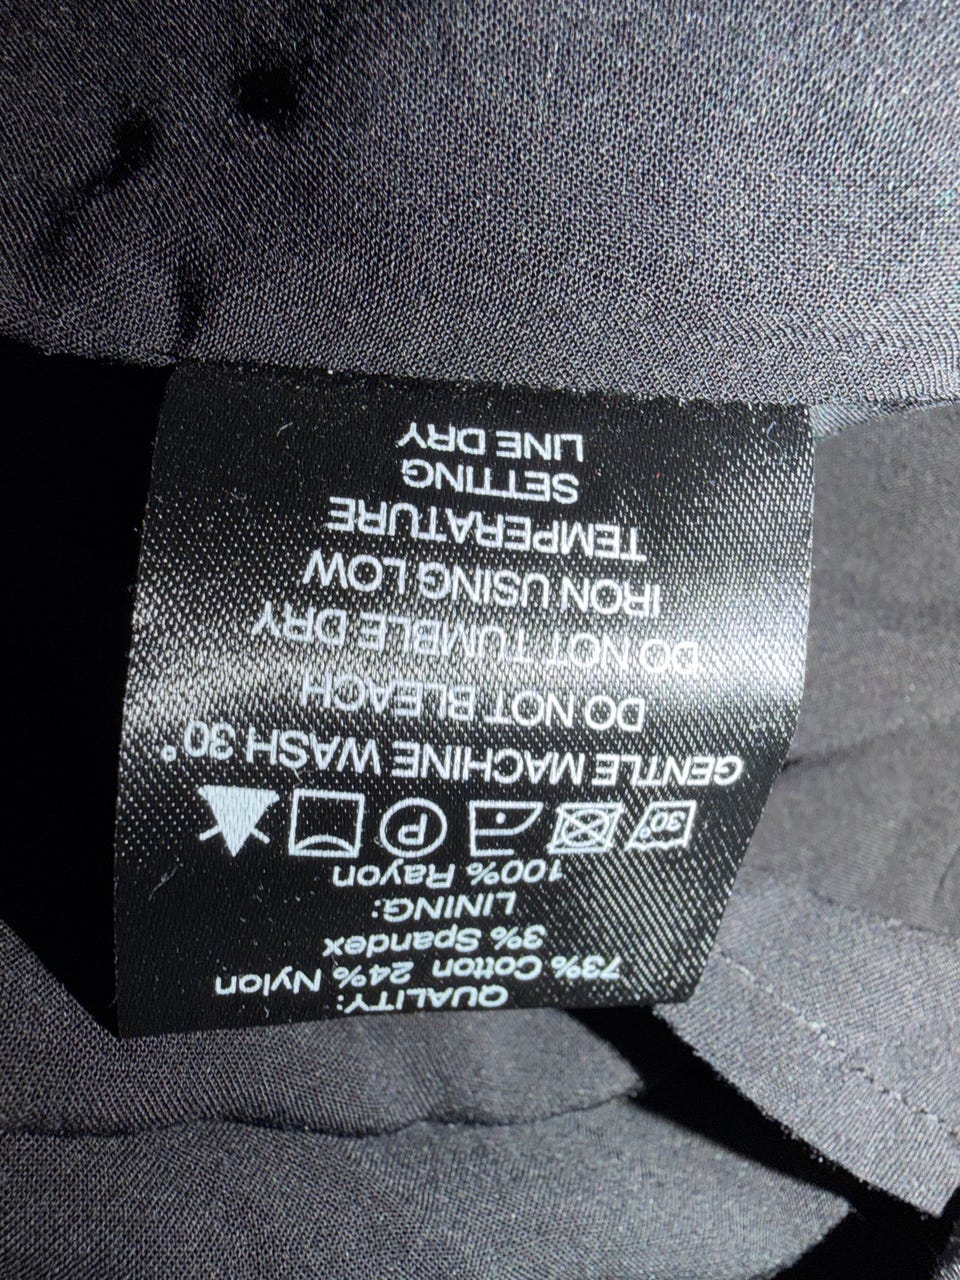 QUALITY:
73% Cotton 24% Nylon
3% Spandex
LINING:
100% Rayon
30° P
GENTLE MACHINE WASH 30°
DO NOT BLEACH
DO NOT TUMBLE DRY
IRON USING LOW
TEMPERATURE
SETTING
LINE DRY